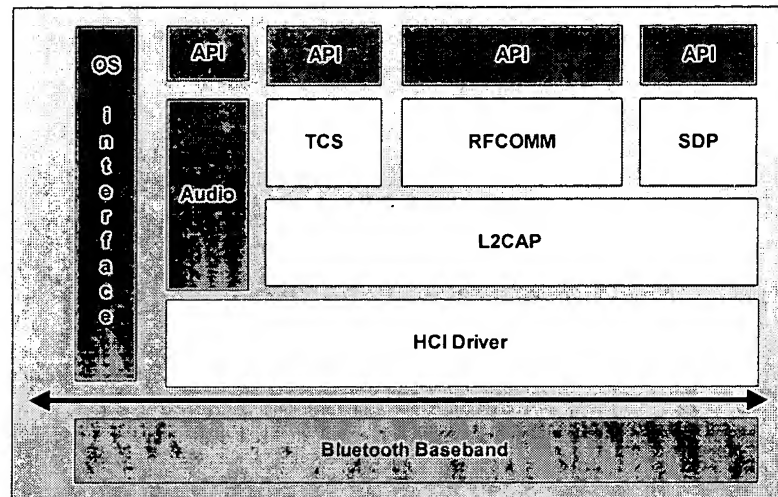 OS interface
API API API API
TCS RFCOMM SDP
Audio
L2CAP
HCI Driver
Bluetooth Baseband